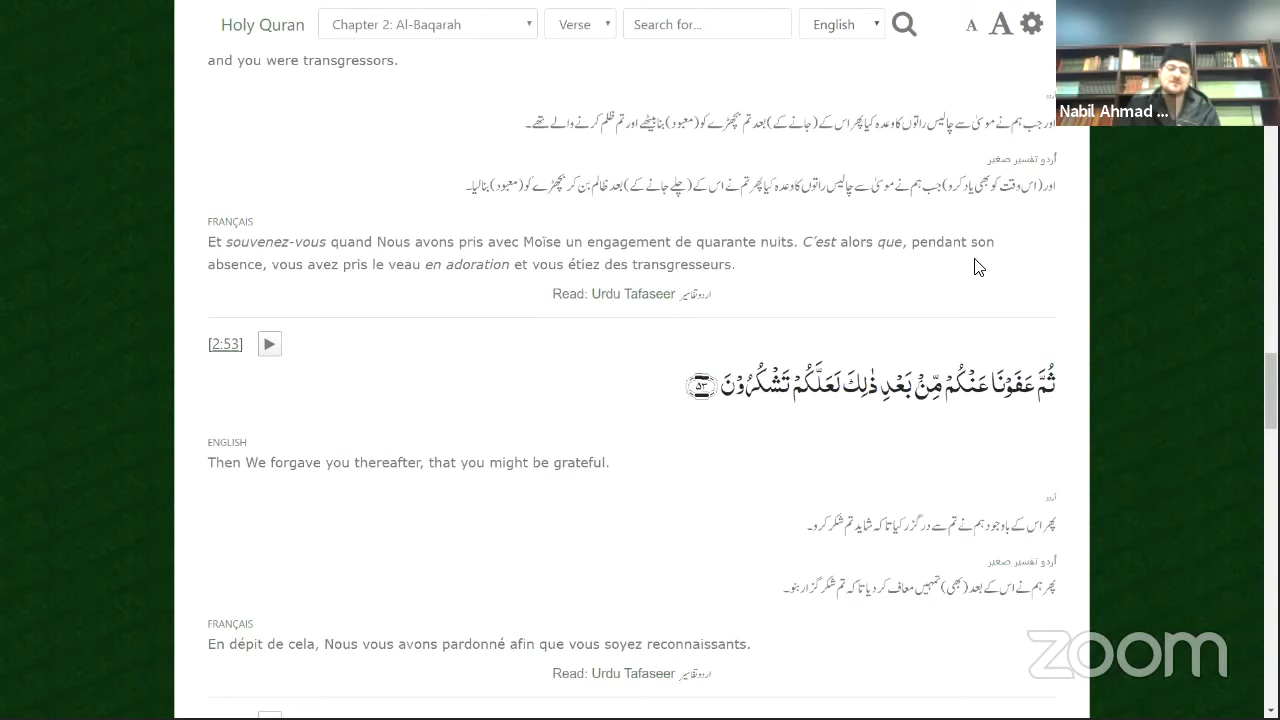 Holy Quran Chapter 2: Al-Baqarah Verse Search for... English A A
and you were transgressors.
Nabil Ahmad ...
اور جب ہم نے موسیٰ سے چالیس راتوں کا وعدہ کیا پھر اس کے (جانے کے) بعد تم بچھڑے کو (معبود) بنا بیٹھے اور تم ظلم کرنے والے تھے۔
اُردو تفسیر صغیر
اور (اس وقت کو بھی یاد کرو) جب ہم نے موسیٰ سے چالیس راتوں کا وعدہ کیا پھر تم نے اس کے (چلے جانے کے) بعد ظالم بن کر بچھڑے کو (معبود) بنا لیا۔
FRANÇAIS
Et souvenez-vous quand Nous avons pris avec Moïse un engagement de quarante nuits. C’est alors que, pendant son
absence, vous avez pris le veau en adoration et vous étiez des transgresseurs.
Read: Urdu Tafaseer اردو تفاسیر
[2:53]
ثُمَّ عَفَوْنَا عَنْكُمْ مِّنْۢ بَعْدِ ذٰلِكَ لَعَلَّكُمْ تَشْكُرُوْنَ ﴿۵۳﴾
ENGLISH
Then We forgave you thereafter, that you might be grateful.
اردو
پھر اس کے باوجود ہم نے تم سے درگزر کیا تاکہ شاید تم شکر کرو۔
اُردو تفسیر صغیر
پھر ہم نے اس کے بعد (بھی) تمہیں معاف کر دیا تاکہ تم شکر گزار بنو۔
FRANÇAIS
En dépit de cela, Nous vous avons pardonné afin que vous soyez reconnaissants.
Read: Urdu Tafaseer اردو تفاسیر
zoom